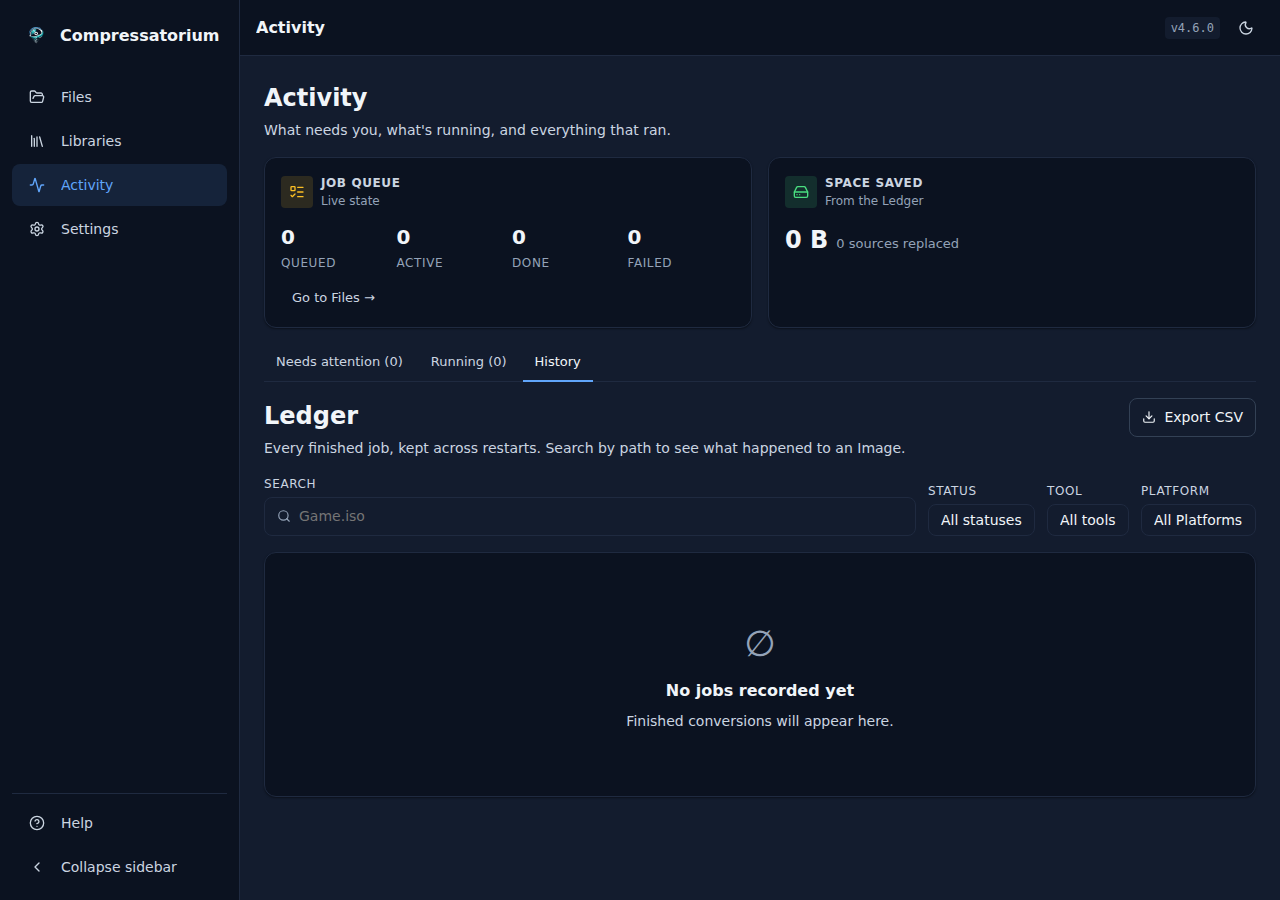 Compressatorium
Activity
v4.6.0
Files
Libraries
Activity
Settings
Help
Collapse sidebar
Activity
What needs you, what's running, and everything that ran.
JOB QUEUE
Live state
0 0 0 0
QUEUED ACTIVE DONE FAILED
Go to Files →
SPACE SAVED
From the Ledger
0 B 0 sources replaced
Needs attention (0) Running (0) History
Ledger
Export CSV
Every finished job, kept across restarts. Search by path to see what happened to an Image.
SEARCH STATUS TOOL PLATFORM
Game.iso All statuses All tools All Platforms
∅
No jobs recorded yet
Finished conversions will appear here.